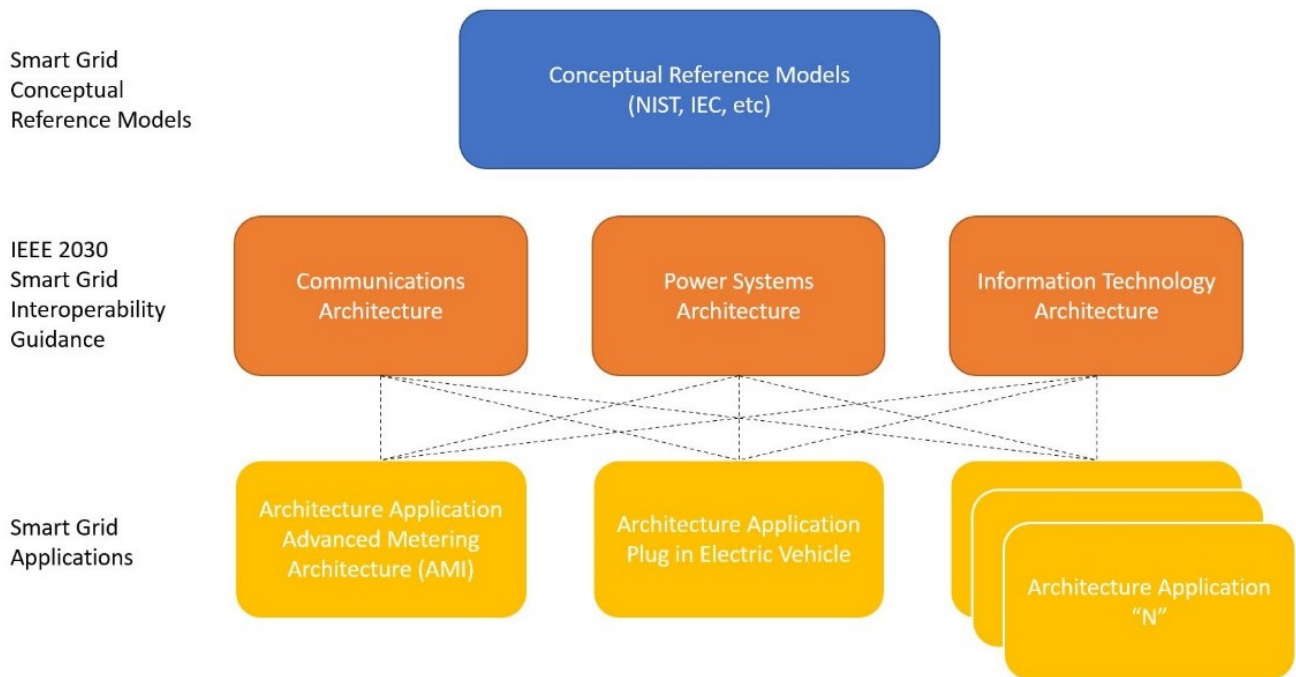 Smart Grid
Conceptual
Reference Models
Conceptual Reference Models
(NIST, IEC, etc)
IEEE 2030
Smart Grid
Interoperability
Guidance
Communications
Architecture
Power Systems
Architecture
Information Technology
Architecture
Smart Grid
Applications
Architecture Application
Advanced Metering
Architecture (AMI)
Architecture Application
Plug in Electric Vehicle
Architecture Application
“N”